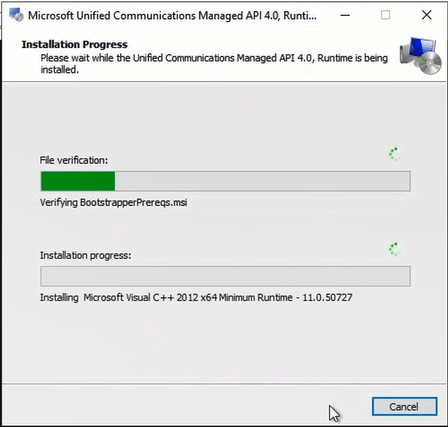 Microsoft Unified Communications Managed API 4.0, Runti...
Installation Progress
Please wait while the Unified Communications Managed API 4.0, Runtime is being
installed.
File verification:
Verifying BootstrapperPrereqs.msi
Installation progress:
Installing  Microsoft Visual C++ 2012 x64 Minimum Runtime - 11.0.50727
Cancel